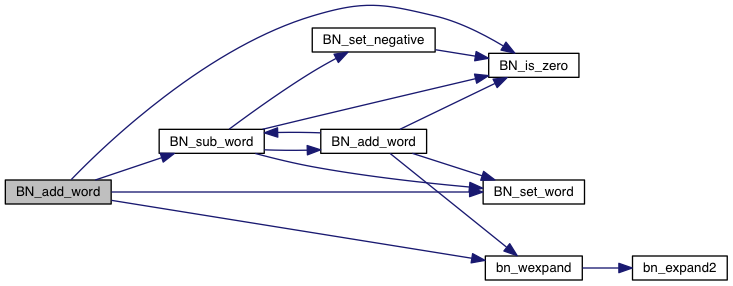 BN_set_negative
BN_is_zero
BN_sub_word
BN_add_word
BN_add_word
BN_set_word
bn_wexpand
bn_expand2